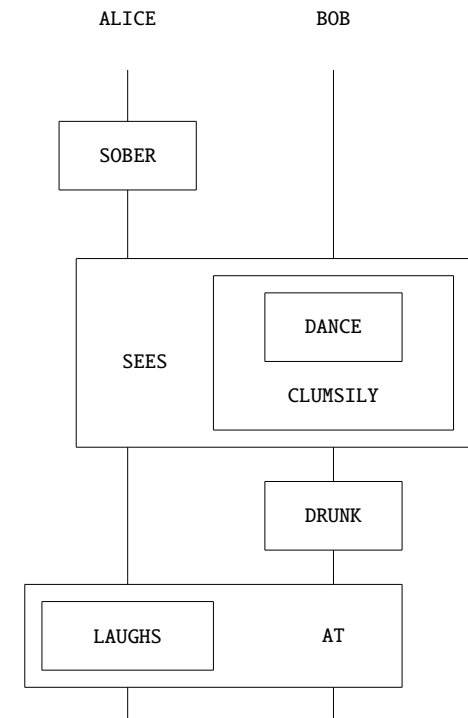 ALICE BOB
SOBER
DANCE
SEES
CLUMSILY
DRUNK
LAUGHS AT